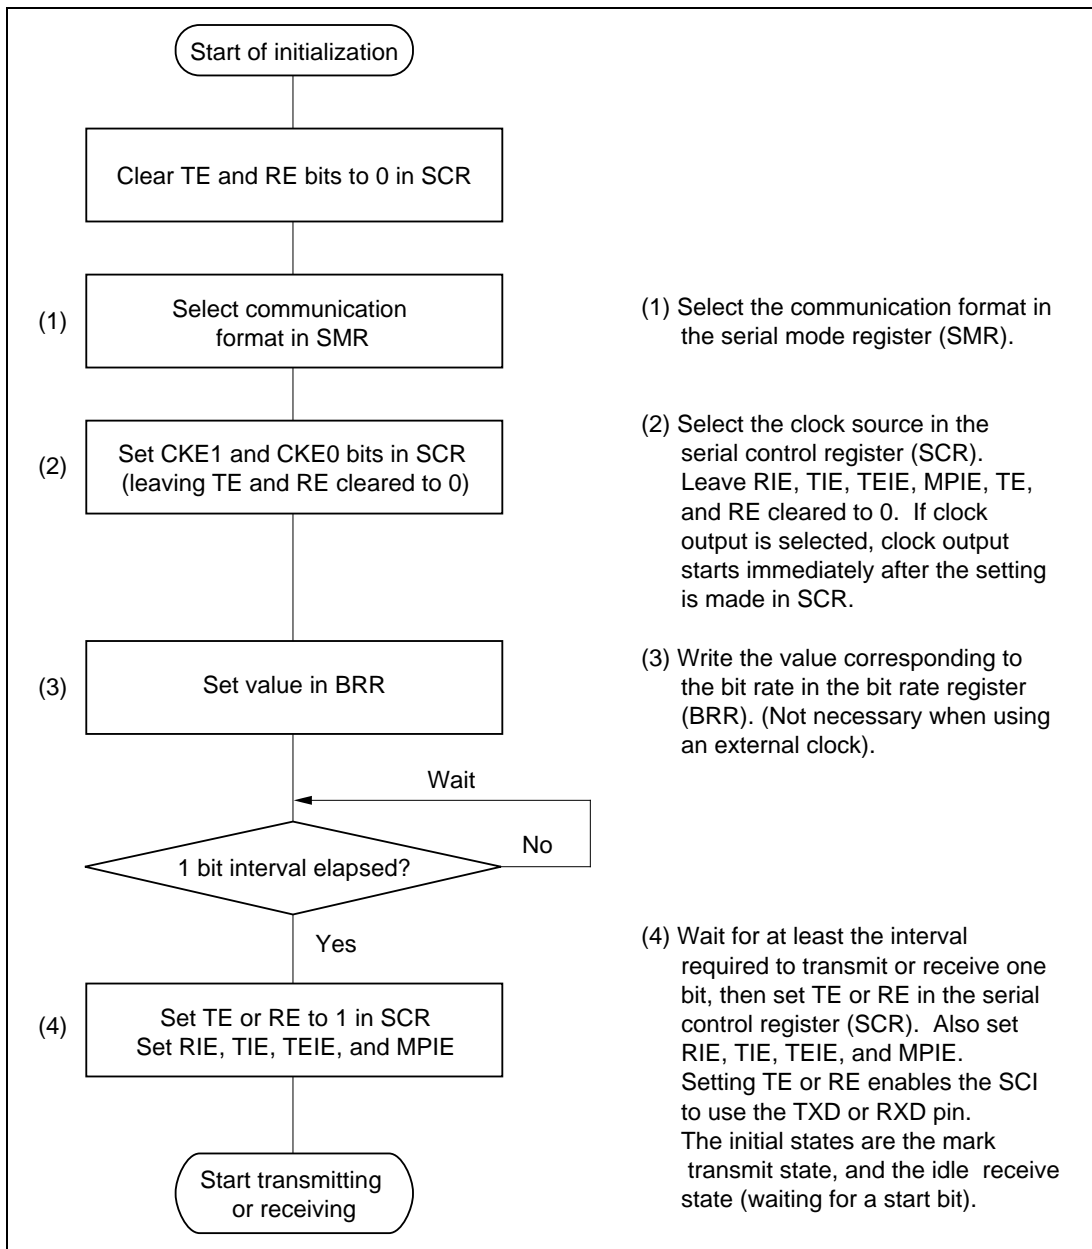 Start of initialization
Clear TE and RE bits to 0 in SCR
(1)
Select communication
format in SMR
(1) Select the communication format in
the serial mode register (SMR).
(2)
Set CKE1 and CKE0 bits in SCR
(leaving TE and RE cleared to 0)
(2) Select the clock source in the
serial control register (SCR).
Leave RIE, TIE, TEIE, MPIE, TE,
and RE cleared to 0.  If clock
output is selected, clock output
starts immediately after the setting
is made in SCR.
(3)
Set value in BRR
(3) Write the value corresponding to
the bit rate in the bit rate register
(BRR). (Not necessary when using
an external clock).
Wait
No
1 bit interval elapsed?
Yes
(4)
Set TE or RE to 1 in SCR
Set RIE, TIE, TEIE, and MPIE
(4) Wait for at least the interval
required to transmit or receive one
bit, then set TE or RE in the serial
control register (SCR).  Also set
RIE, TIE, TEIE, and MPIE.
Setting TE or RE enables the SCI
to use the TXD or RXD pin.
The initial states are the mark
transmit state, and the idle  receive
state (waiting for a start bit).
Start transmitting
or receiving